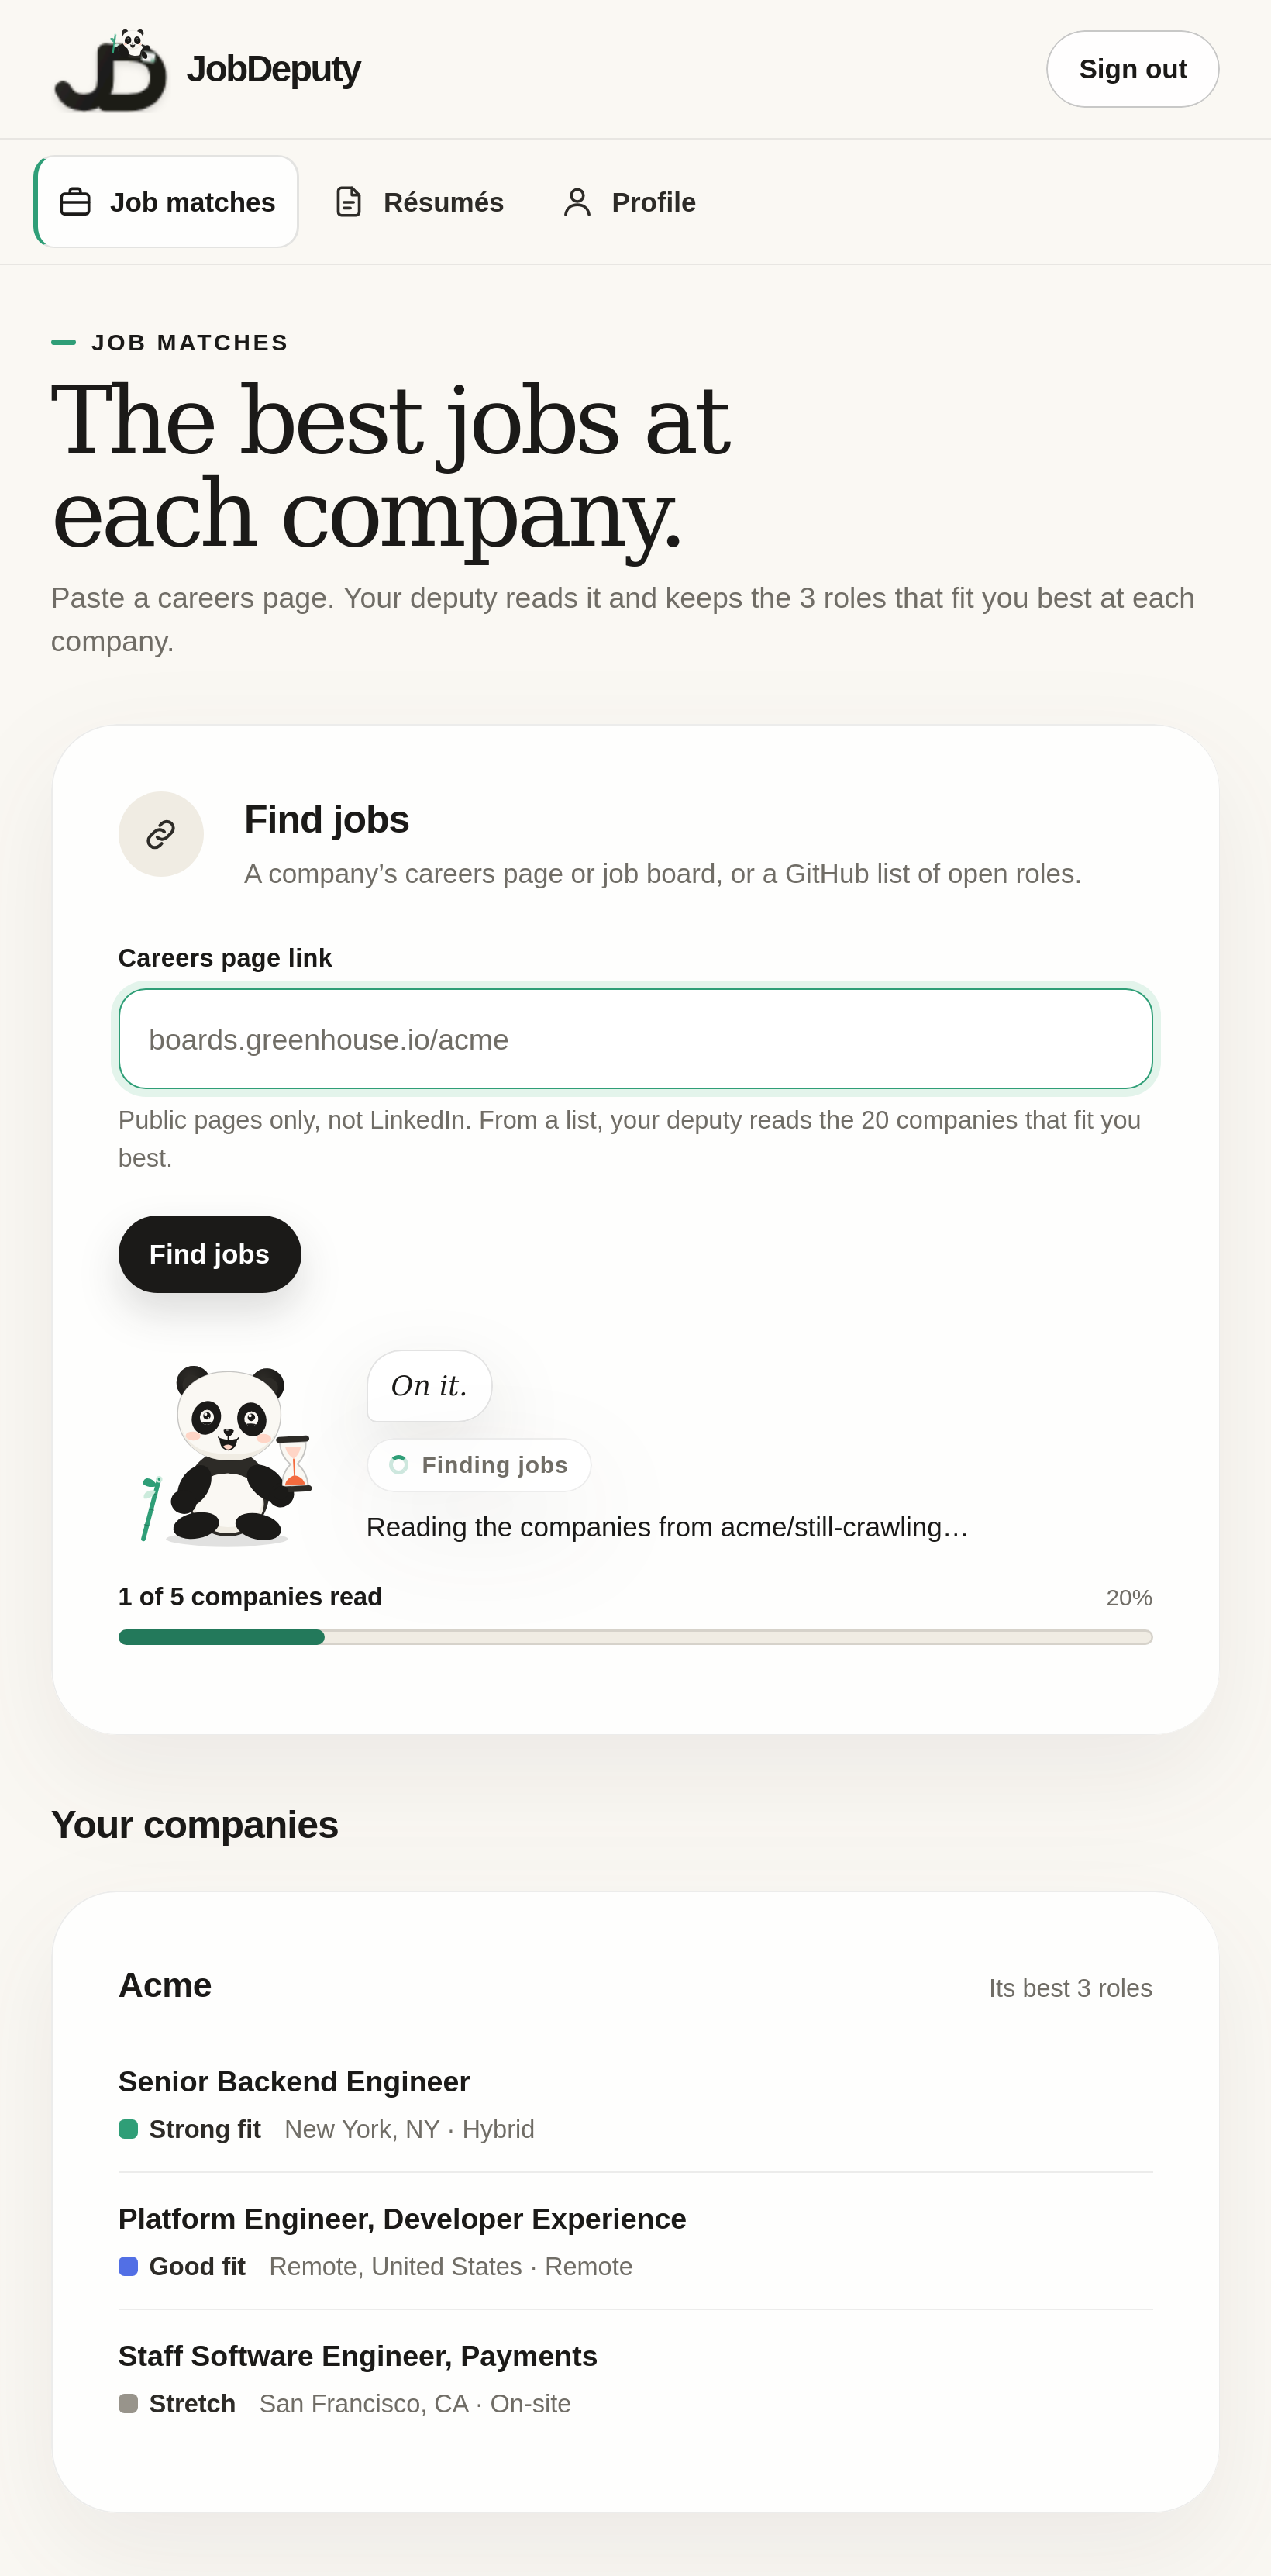 JD JobDeputy
Sign out
Job matches
Résumés
Profile
JOB MATCHES
The best jobs at
each company.
Paste a careers page. Your deputy reads it and keeps the 3 roles that fit you best at each
company.
Find jobs
A company’s careers page or job board, or a GitHub list of open roles.
Careers page link
boards.greenhouse.io/acme
Public pages only, not LinkedIn. From a list, your deputy reads the 20 companies that fit you
best.
Find jobs
On it.
Finding jobs
Reading the companies from acme/still-crawling…
1 of 5 companies read
20%
Your companies
Acme
Its best 3 roles
Senior Backend Engineer
Strong fit New York, NY · Hybrid
Platform Engineer, Developer Experience
Good fit Remote, United States · Remote
Staff Software Engineer, Payments
Stretch San Francisco, CA · On-site